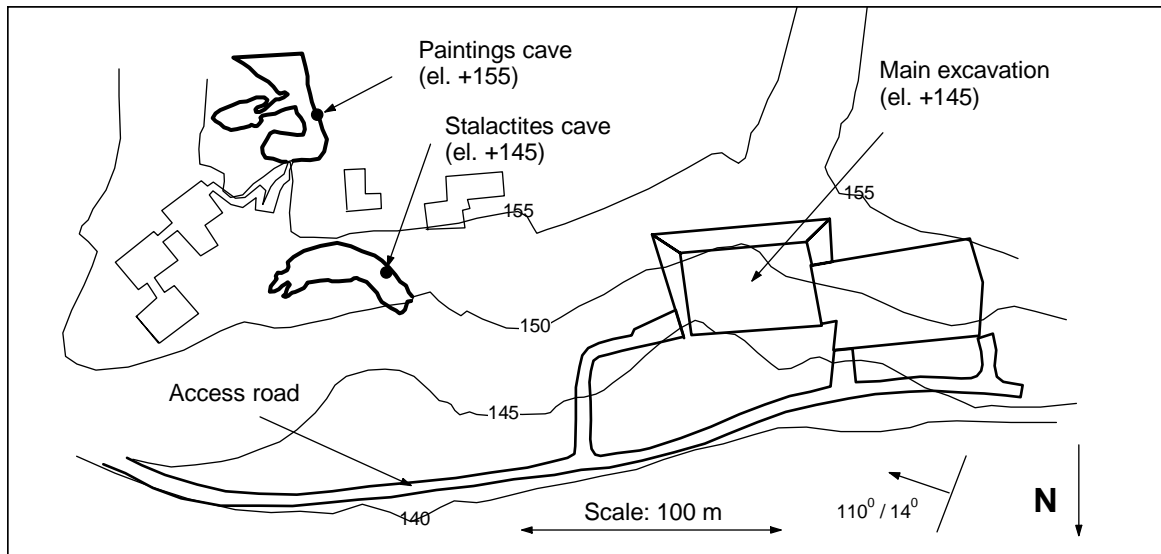 Paintings cave
(el. +155)
Main excavation
(el. +145)
Stalactites cave
(el. +145)
155
155
150
Access road
145
140
Scale: 100 m
110⁰ / 14⁰
N